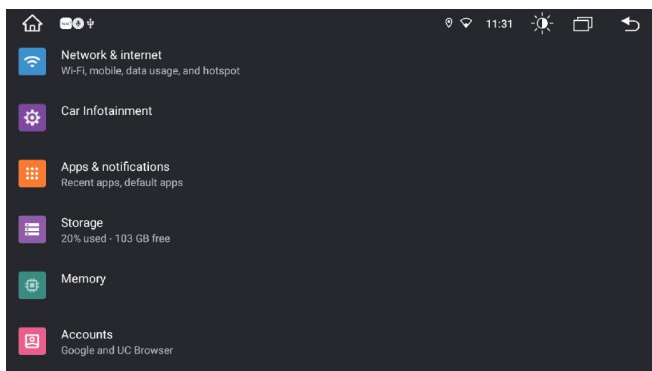 11:31
Network & internet
Wi-Fi, mobile, data usage, and hotspot
Car Infotainment
Apps & notifications
Recent apps, default apps
Storage
20% used - 103 GB free
Memory
Accounts
Google and UC Browser